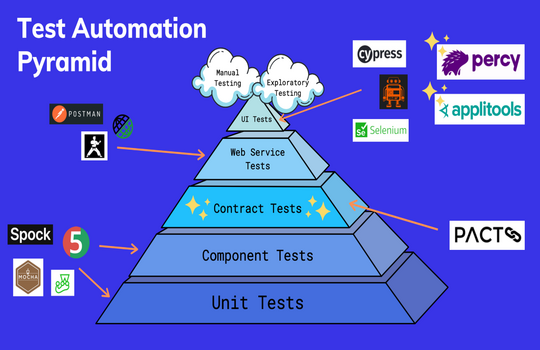 Test Automation
Pyramid
Manual
Testing
Exploratory
Testing
UI Tests
Web Service
Tests
Contract Tests
Component Tests
Unit Tests
cypress
percy
applitools
Se Selenium
POSTMAN
PACT
Spock
5
MOCHA